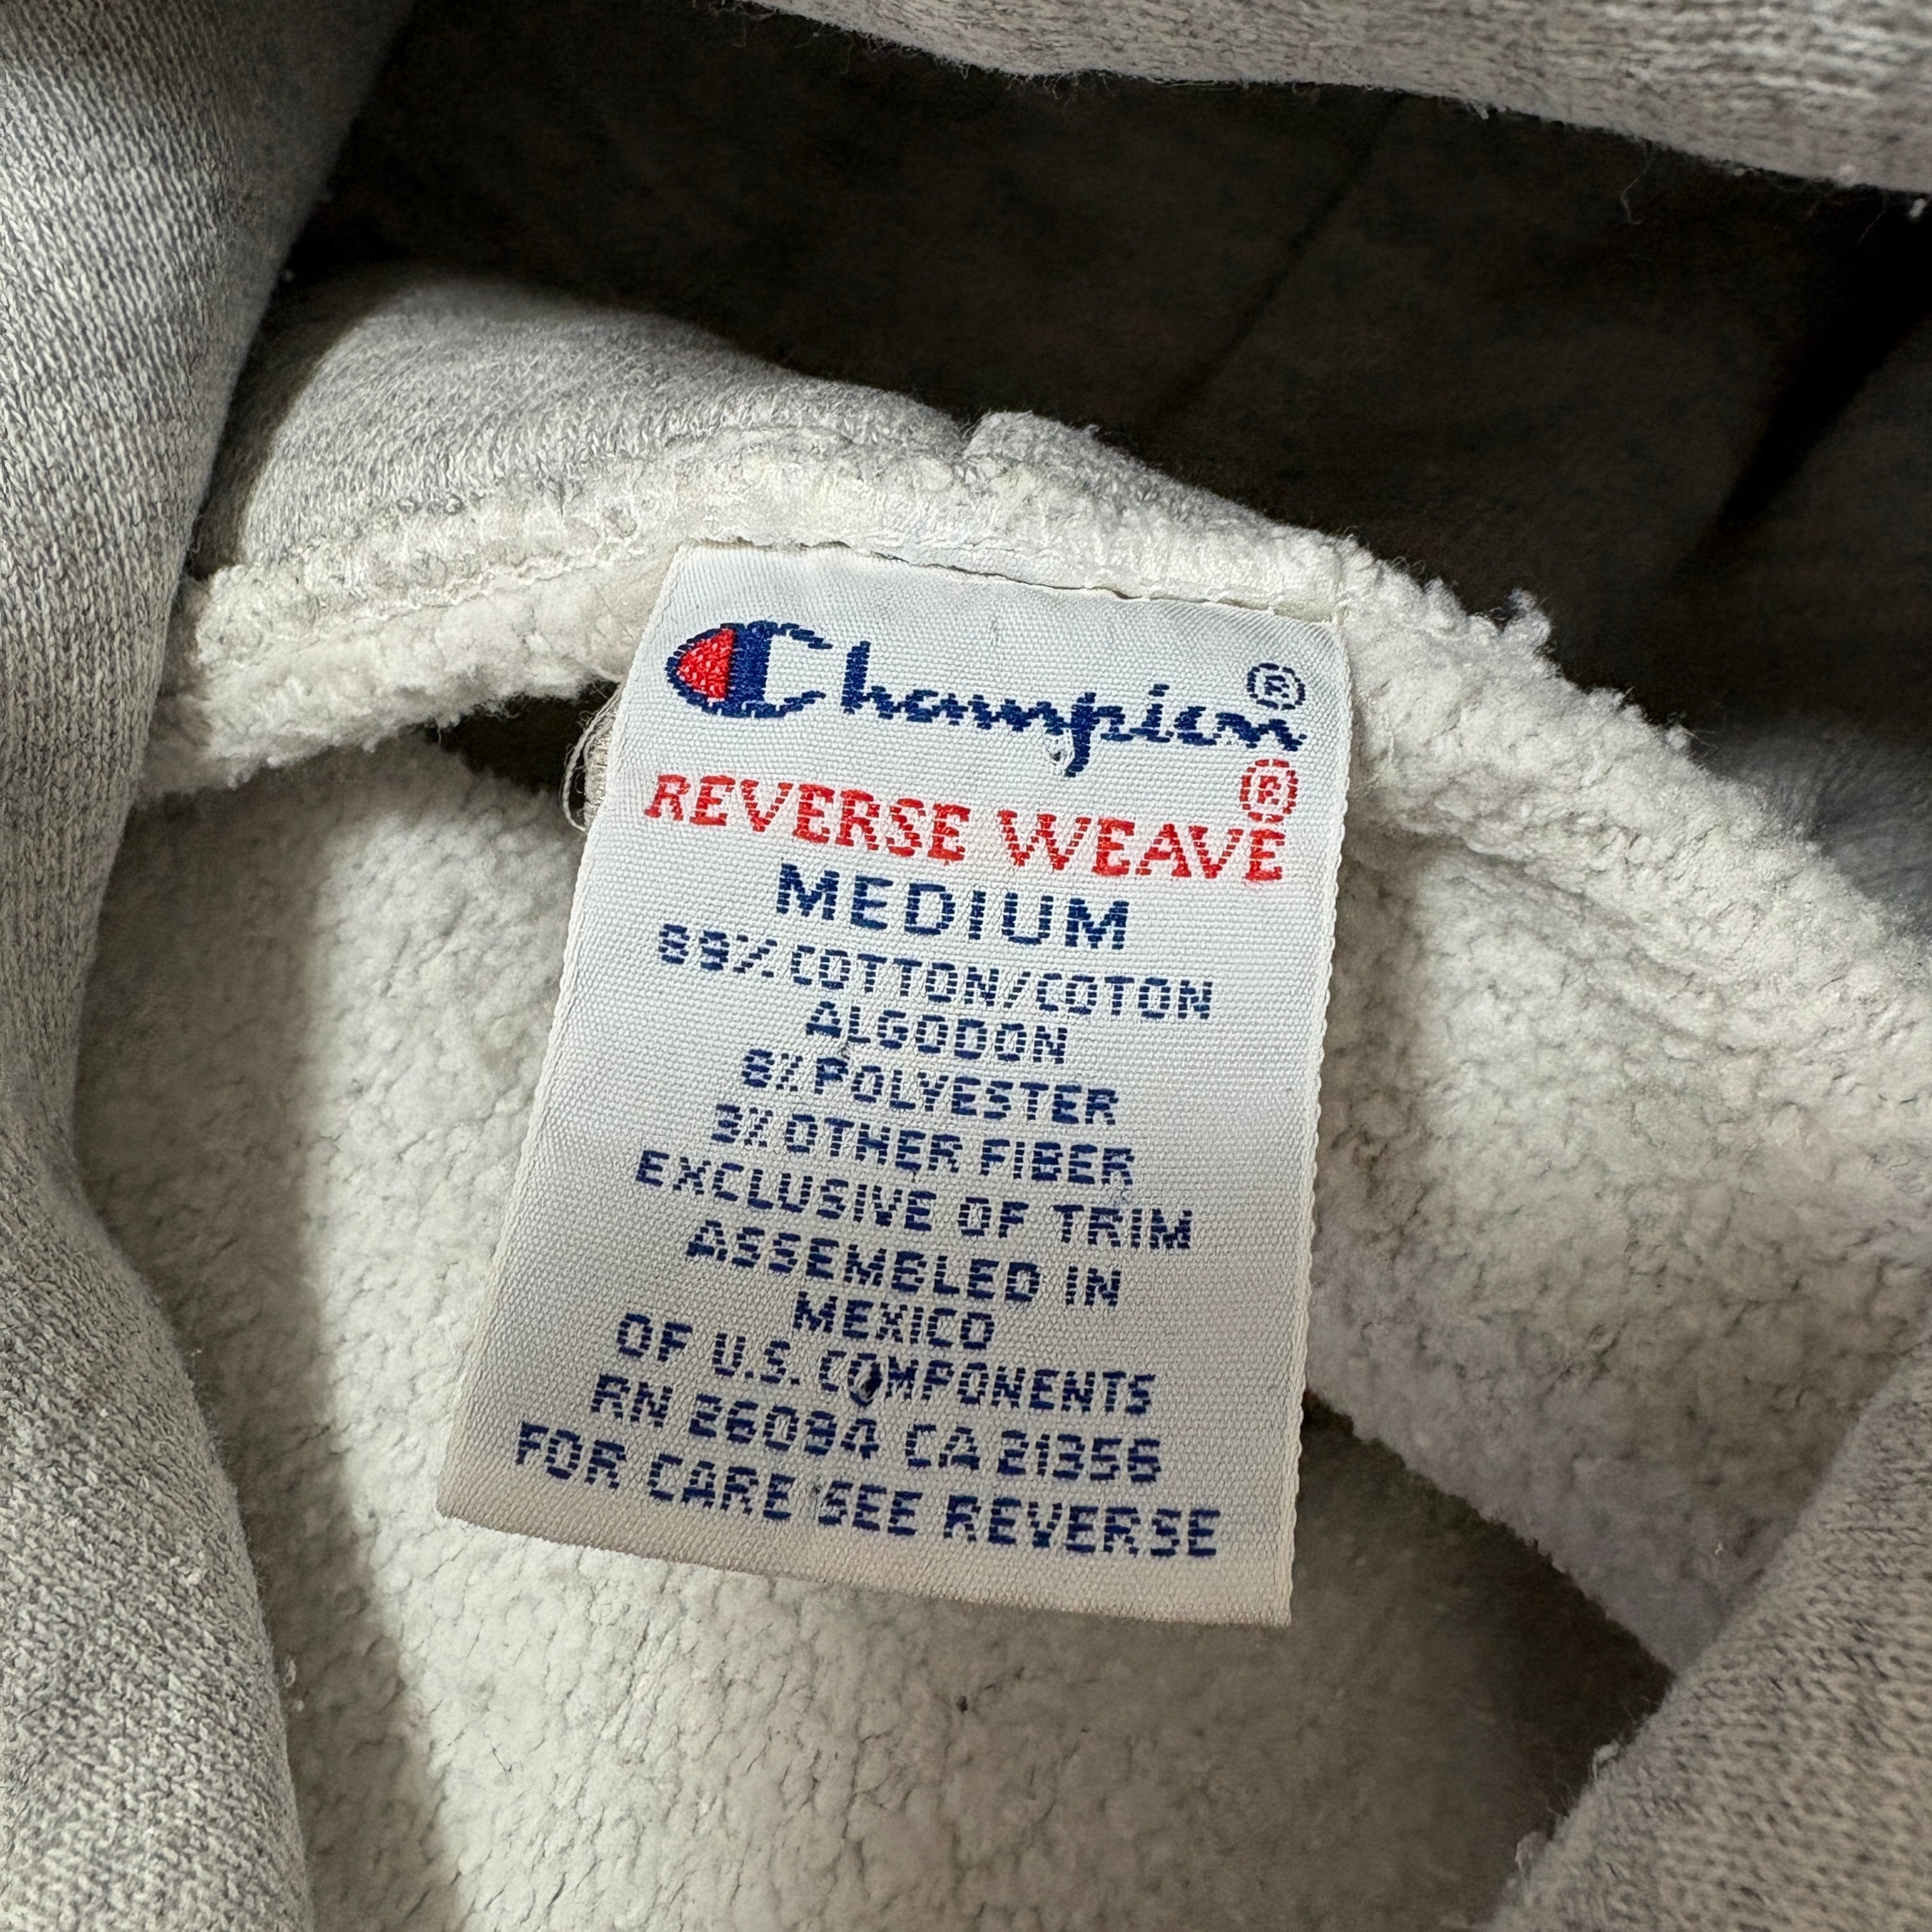 Champion®
REVERSE WEAVE®
MEDIUM
89% COTTON/COTON
ALGODON
8% POLYESTER
3% OTHER FIBER
EXCLUSIVE OF TRIM
ASSEMBLED IN
MEXICO
OF U.S. COMPONENTS
RN 26094 CA 21356
FOR CARE SEE REVERSE